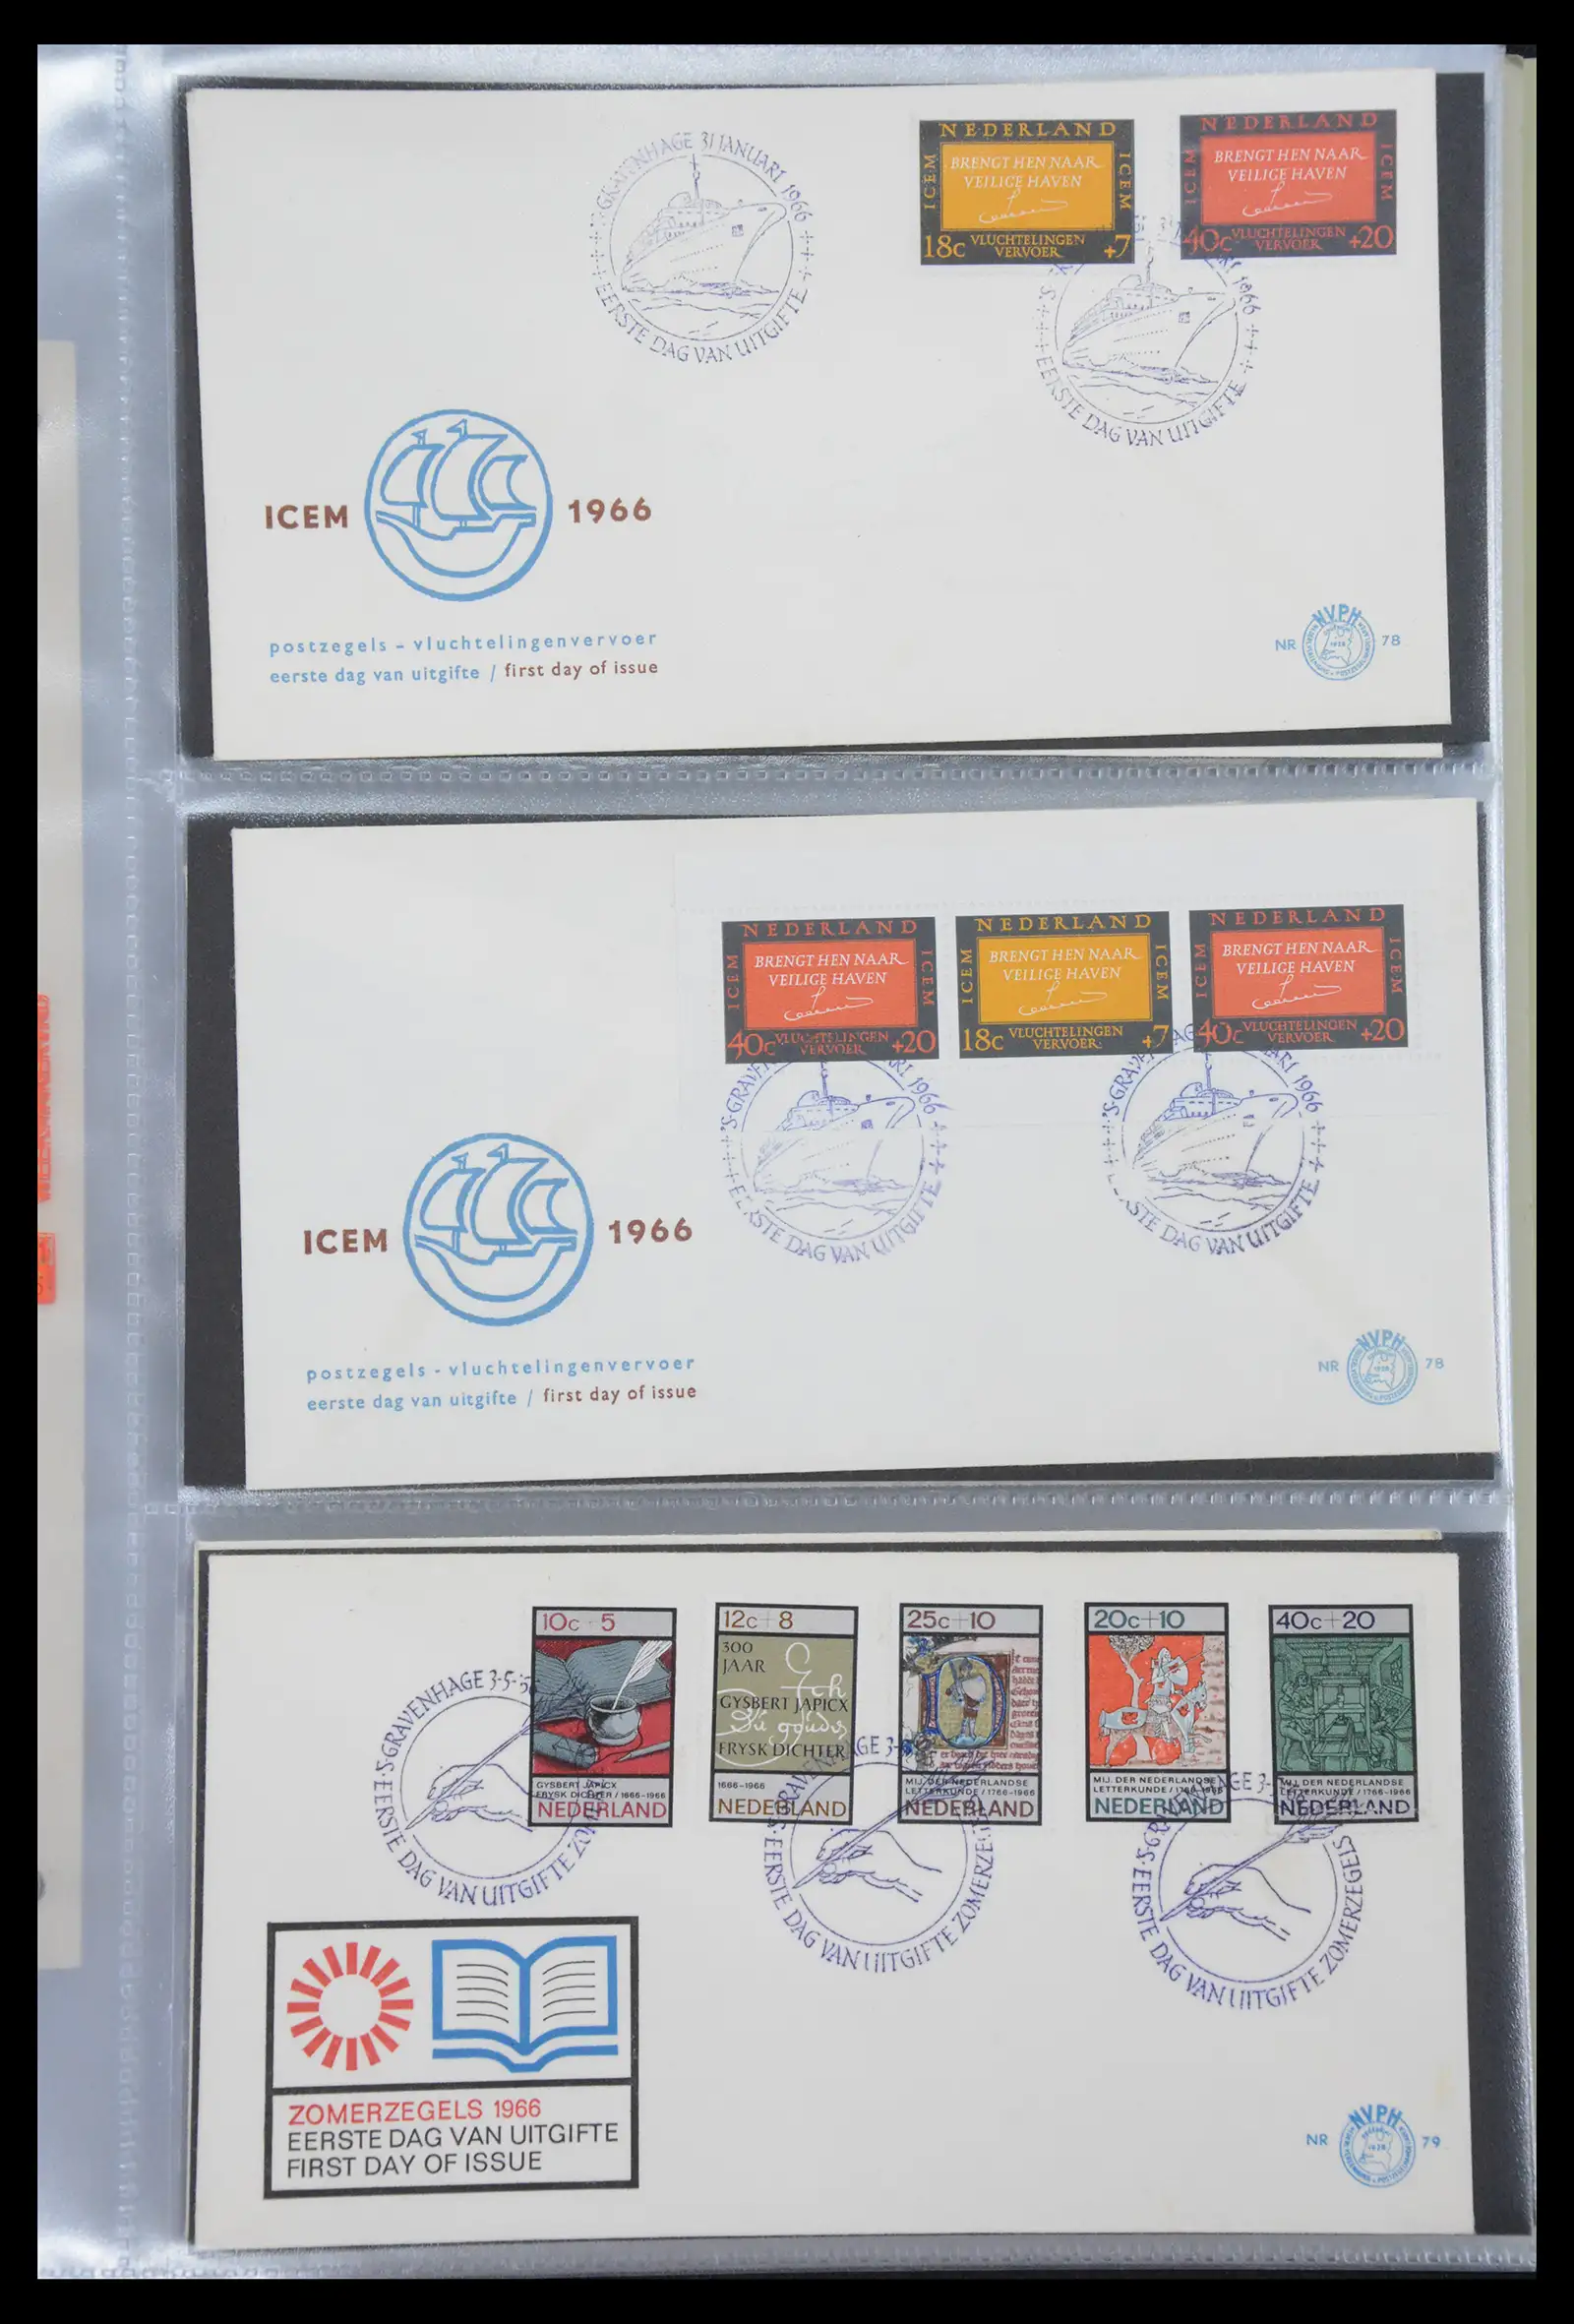 'S-GRAVENHAGE 31 JANUARI 1966
EERSTE DAG VAN UITGIFTE
NEDERLAND
ICEM
BRENGT HEN NAAR
VEILIGE HAVEN
ICEM
18c VLUCHTELINGEN VERVOER +7
NEDERLAND
ICEM
BRENGT HEN NAAR
VEILIGE HAVEN
ICEM
40c VLUCHTELINGEN VERVOER +20
1966
EERSTE DAG VAN UITGIFTE
ICEM 1966
postzegels - vluchtelingenvervoer
eerste dag van uitgifte / first day of issue
NR NVPH 78
NEDERLAND
ICEM
BRENGT HEN NAAR
VEILIGE HAVEN
ICEM
40c VLUCHTELINGEN VERVOER +20
NEDERLAND
ICEM
BRENGT HEN NAAR
VEILIGE HAVEN
ICEM
18c VLUCHTELINGEN VERVOER +7
NEDERLAND
ICEM
BRENGT HEN NAAR
VEILIGE HAVEN
ICEM
40c VLUCHTELINGEN VERVOER +20
1966
EERSTE DAG VAN UITGIFTE
1966
DAG VAN UITGIFTE
ICEM 1966
postzegels - vluchtelingenvervoer
eerste dag van uitgifte / first day of issue
NR NVPH 78
10c+5
GYSBERT JAPICX
FRYSK DICHTER / 1666-1966
NEDERLAND
12c+8
300
JAAR
GYSBERT JAPICX
FRYSK DICHTER
1666-1966
NEDERLAND
25c+10
MIJ. DER NEDERLANDSE
LETTERKUNDE / 1766-1966
NEDERLAND
20c+10
MIJ. DER NEDERLANDSE
LETTERKUNDE / 1766-1966
NEDERLAND
40c+20
MIJ. DER NEDERLANDSE
LETTERKUNDE / 1766-1966
NEDERLAND
'S-GRAVENHAGE 3-5-
EERSTE DAG VAN UITGIFTE
EERSTE DAG VAN UITGIFTE
EERSTE DAG VAN UITGIFTE ZOMERZEGELS
ZOMERZEGELS 1966
EERSTE DAG VAN UITGIFTE
FIRST DAY OF ISSUE
NR NVPH 79